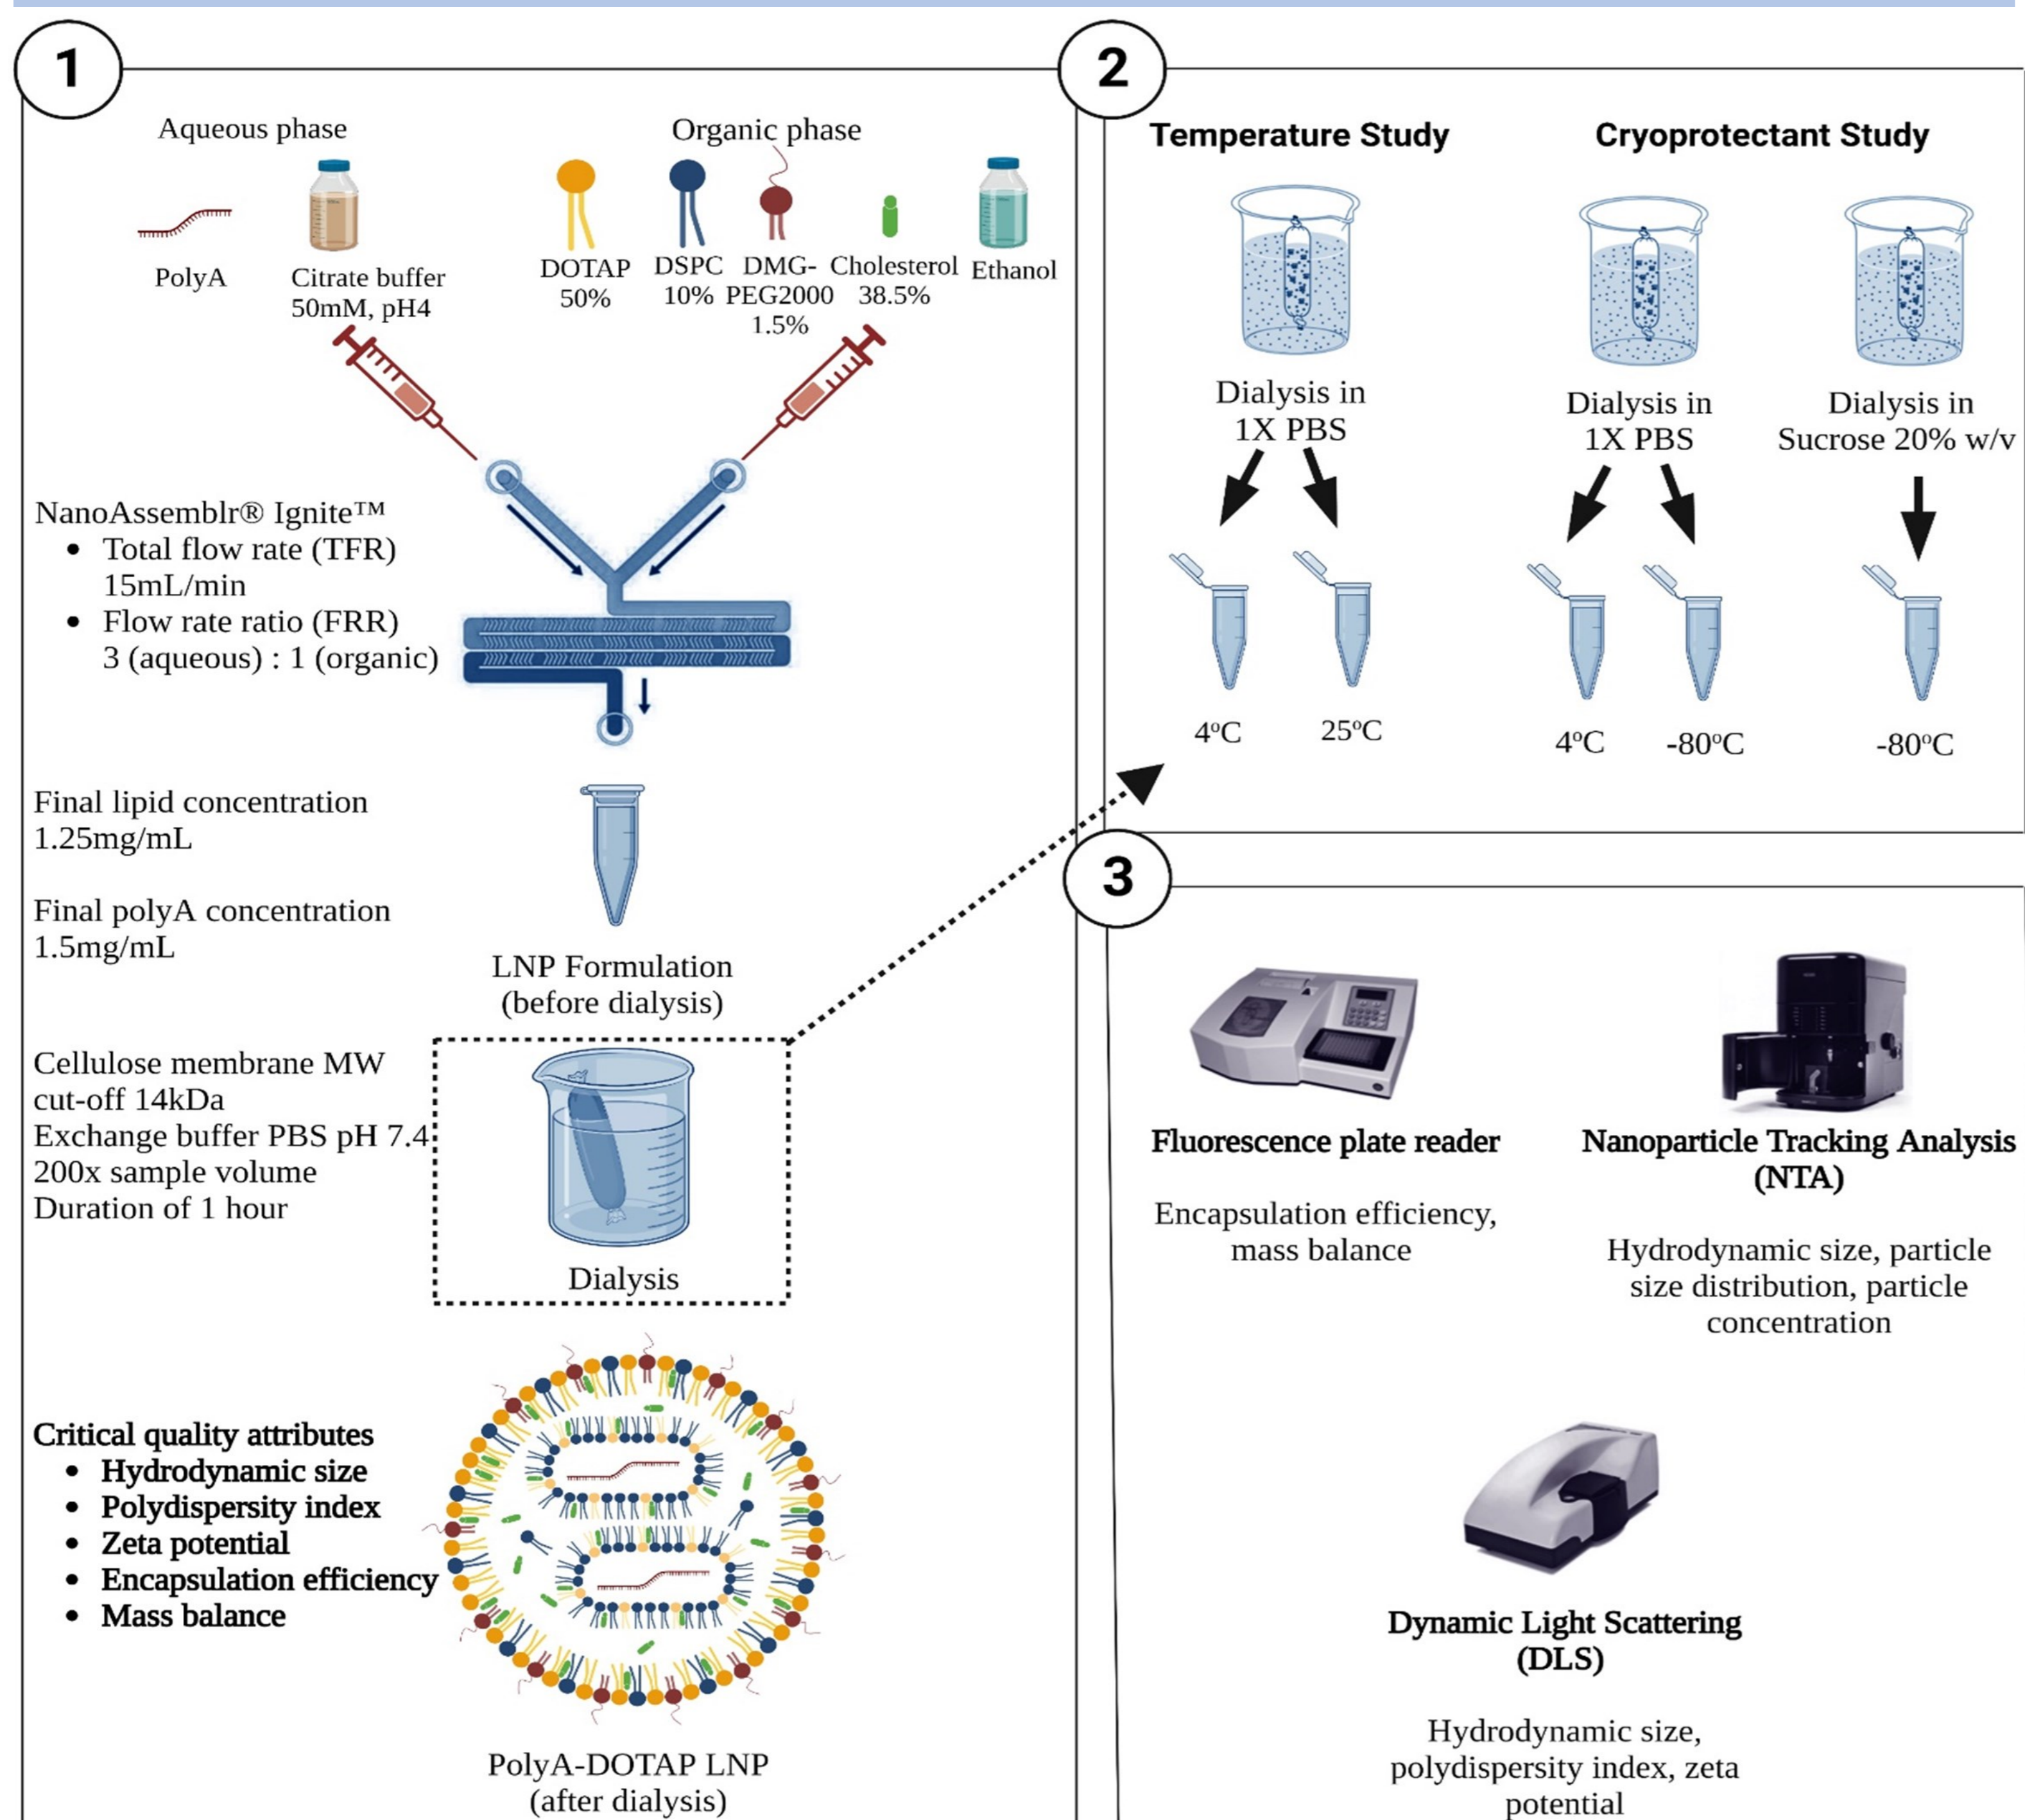 1
Aqueous phase
Organic phase
PolyA
Citrate buffer
50mM, pH4
DOTAP
50%
DSPC
10%
DMG-
PEG2000
1.5%
Cholesterol
38.5%
Ethanol
NanoAssemblr® Ignite™
• Total flow rate (TFR)
15mL/min
• Flow rate ratio (FRR)
3 (aqueous) : 1 (organic)
Final lipid concentration
1.25mg/mL
Final polyA concentration
1.5mg/mL
LNP Formulation
(before dialysis)
Cellulose membrane MW
cut-off 14kDa
Exchange buffer PBS pH 7.4
200x sample volume
Duration of 1 hour
Dialysis
Critical quality attributes
• Hydrodynamic size
• Polydispersity index
• Zeta potential
• Encapsulation efficiency
• Mass balance
PolyA-DOTAP LNP
(after dialysis)
2
Temperature Study
Dialysis in
1X PBS
4°C
25°C
Cryoprotectant Study
Dialysis in
1X PBS
4°C
-80°C
Dialysis in
Sucrose 20% w/v
-80°C
3
Fluorescence plate reader
Encapsulation efficiency,
mass balance
Nanoparticle Tracking Analysis
(NTA)
Hydrodynamic size, particle
size distribution, particle
concentration
Dynamic Light Scattering
(DLS)
Hydrodynamic size,
polydispersity index, zeta
potential